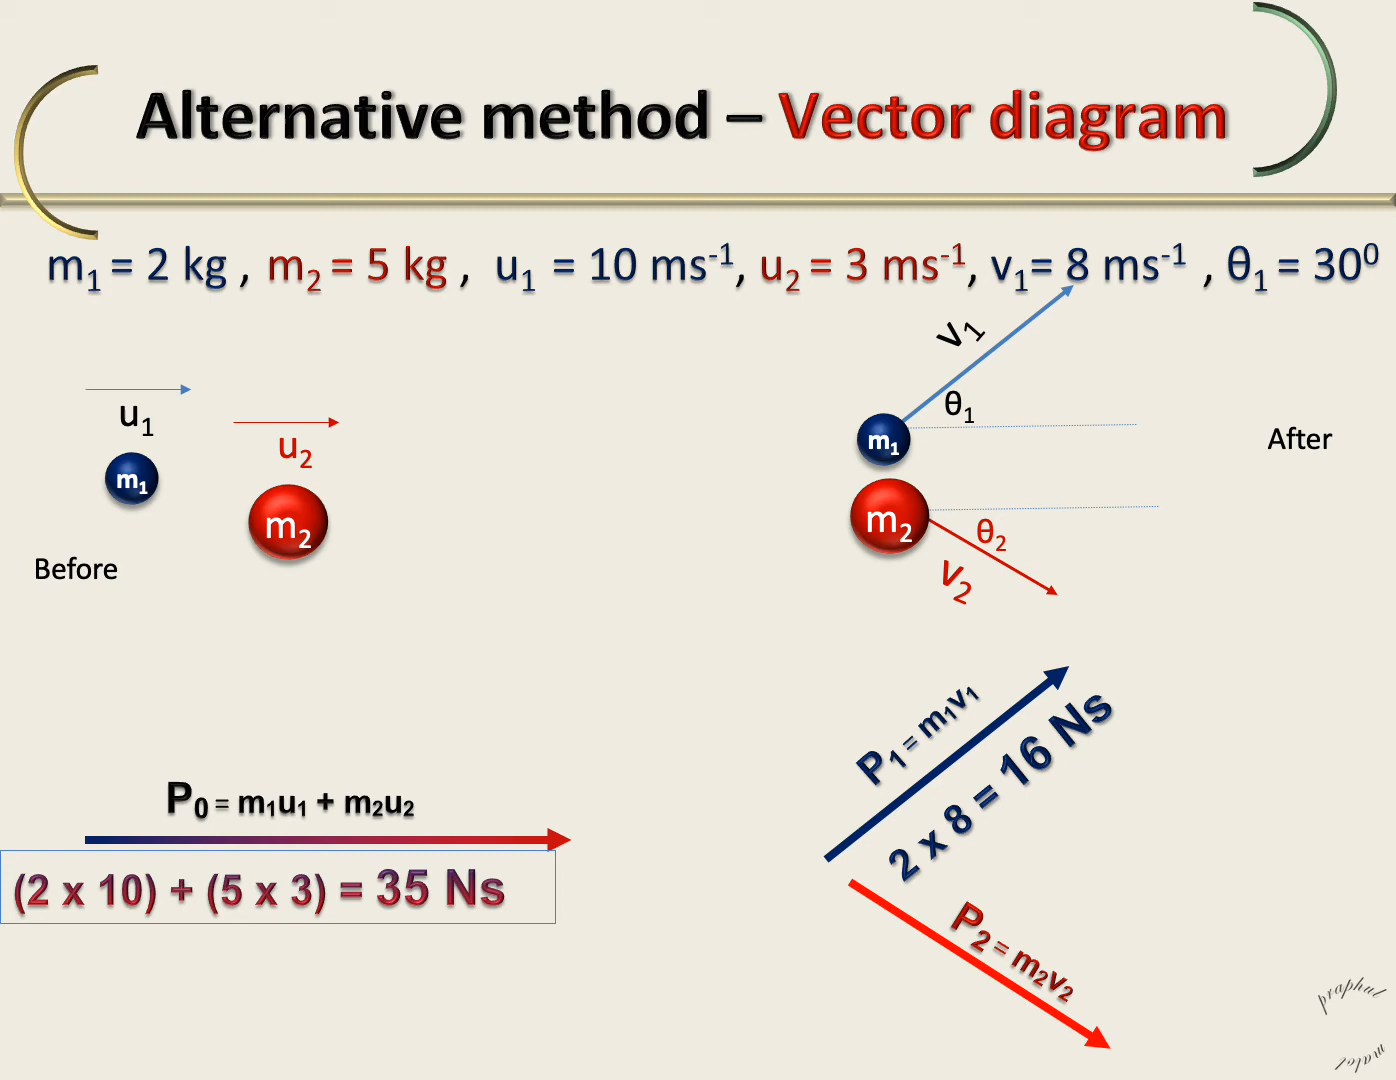 Alternative method – Vector diagram
m₁ = 2 kg , m₂ = 5 kg , u₁ = 10 ms⁻¹, u₂ = 3 ms⁻¹, v₁= 8 ms⁻¹ , θ₁ = 30⁰
v₁
u₁
θ₁
u₂
m₁
After
m₁
m₂
m₂
θ₂
Before
v₂
P₁ = m₁v₁
2 x 8 = 16 Ns
P₀ = m₁u₁ + m₂u₂
(2 x 10) + (5 x 3) = 35 Ns
P₂ = m₂v₂
praphul